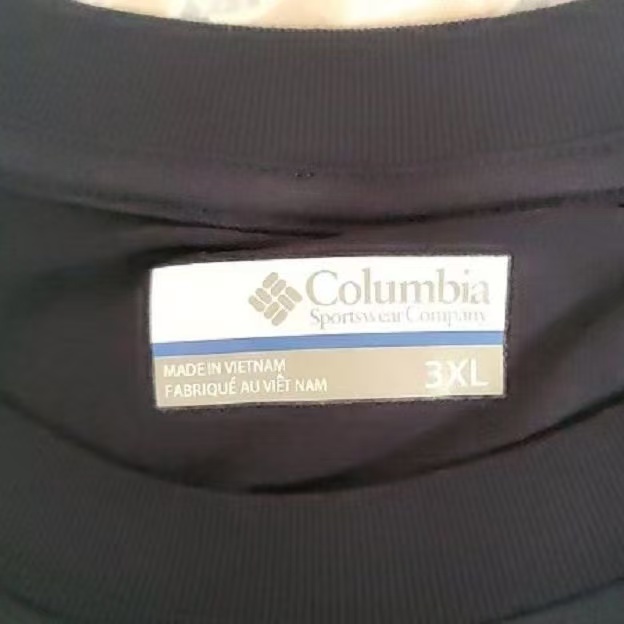 Columbia
Sportswear Company
MADE IN VIETNAM
FABRIQUÉ AU VIÊT NAM
3XL